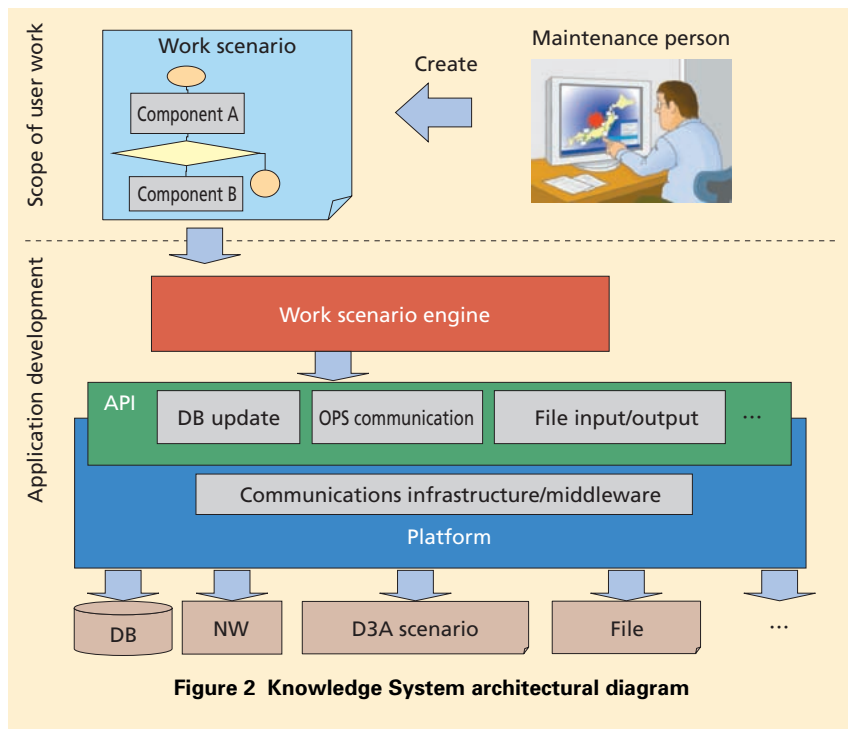 Scope of user work
Work scenario
Component A
Component B
Create
Maintenance person
Application development
Work scenario engine
API
DB update
OPS communication
File input/output
...
Communications infrastructure/middleware
Platform
DB
NW
D3A scenario
File
...
Figure 2 Knowledge System architectural diagram